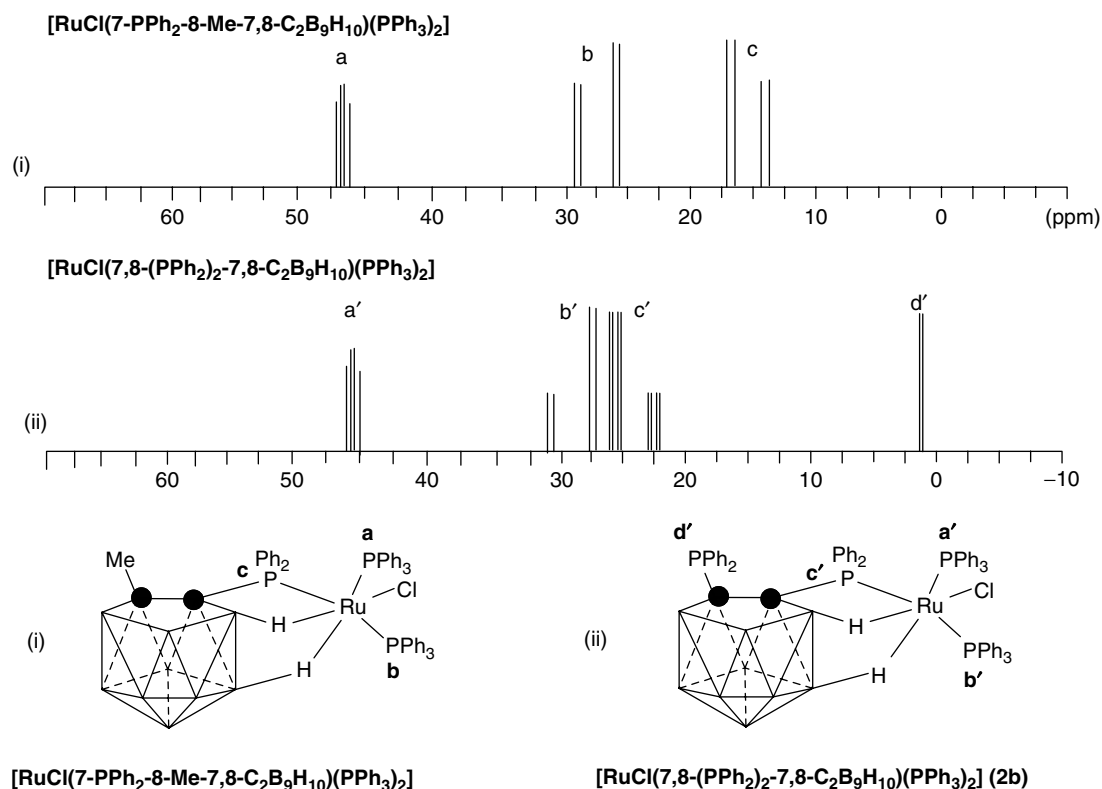 [RuCl(7-PPh₂-8-Me-7,8-C₂B₉H₁₀)(PPh₃)₂]
a b c
(i)
60 50 40 30 20 10 0 (ppm)
[RuCl(7,8-(PPh₂)₂-7,8-C₂B₉H₁₀)(PPh₃)₂]
a′ b′ c′ d′
(ii)
60 50 40 30 20 10 0 −10
a
Me c Ph₂ P PPh₃
Ru Cl
H
(i) H PPh₃
b
d′ a′
PPh₂ c′ Ph₂ P PPh₃
Ru Cl
H
(ii) H PPh₃
b′
[RuCl(7-PPh₂-8-Me-7,8-C₂B₉H₁₀)(PPh₃)₂]
[RuCl(7,8-(PPh₂)₂-7,8-C₂B₉H₁₀)(PPh₃)₂] (2b)